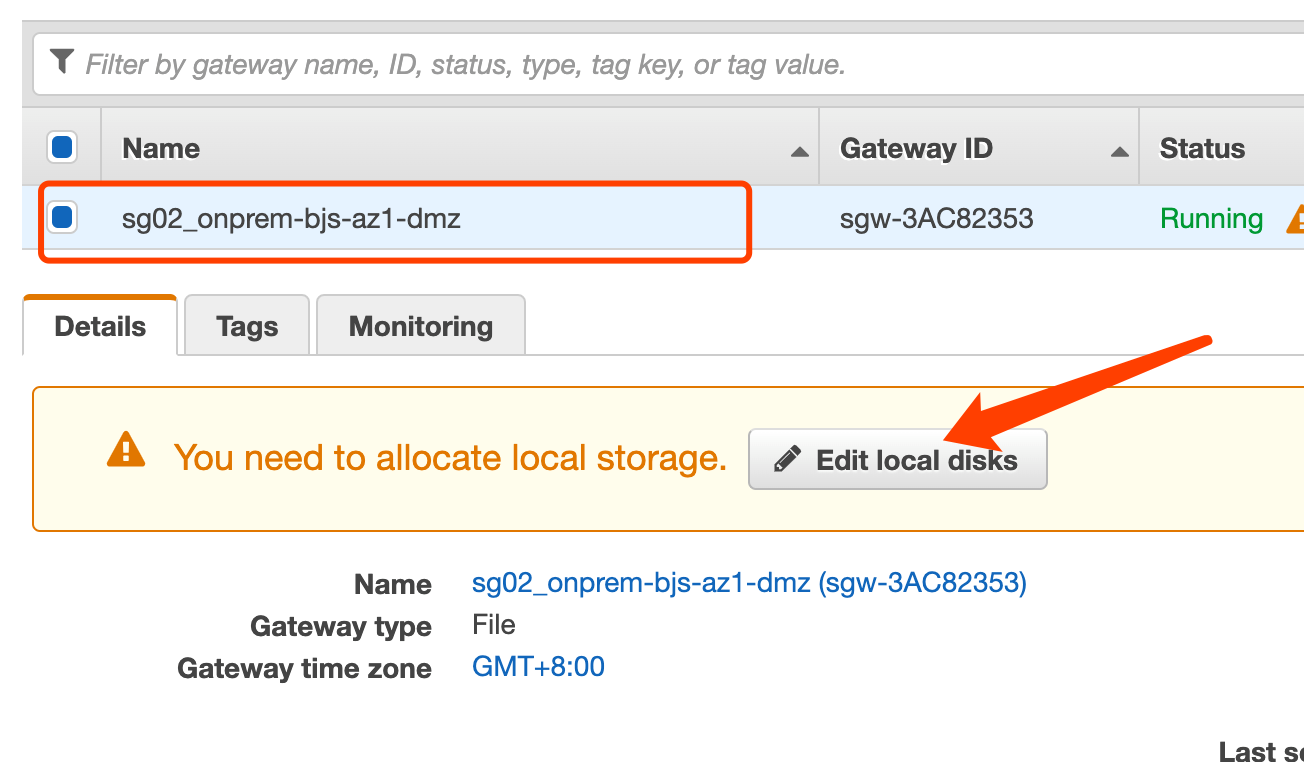 Filter by gateway name, ID, status, type, tag key, or tag value.
Name Gateway ID Status
sg02_onprem-bjs-az1-dmz sgw-3AC82353 Running
Details Tags Monitoring
You need to allocate local storage. Edit local disks
Name sg02_onprem-bjs-az1-dmz (sgw-3AC82353)
Gateway type File
Gateway time zone GMT+8:00
Last